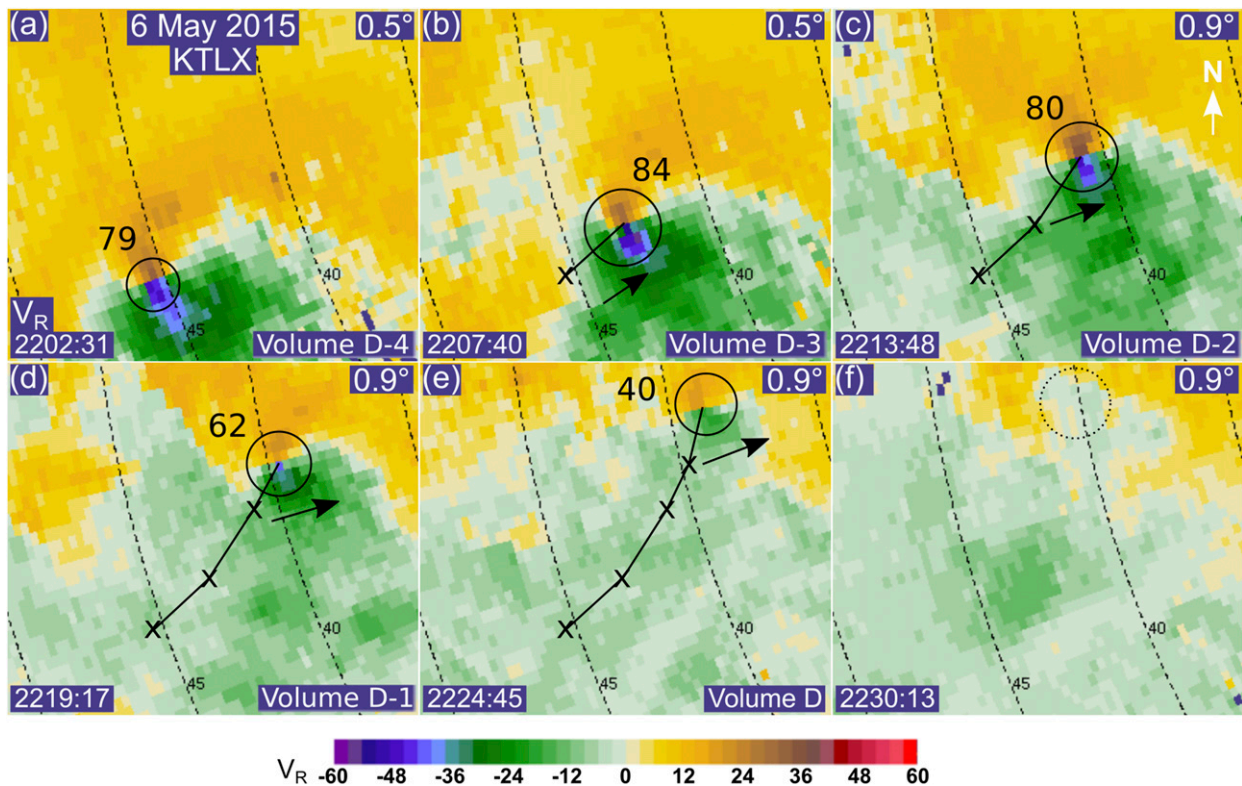 (a)
6 May 2015
KTLX
0.5°
79
40
45
V_R
2202:31
Volume D-4
(b)
0.5°
84
40
45
2207:40
Volume D-3
(c)
0.9°
N
80
40
45
2213:48
Volume D-2
(d)
0.9°
62
40
45
2219:17
Volume D-1
(e)
0.9°
40
40
45
2224:45
Volume D
(f)
0.9°
40
45
2230:13
V_R -60 -48 -36 -24 -12 0 12 24 36 48 60